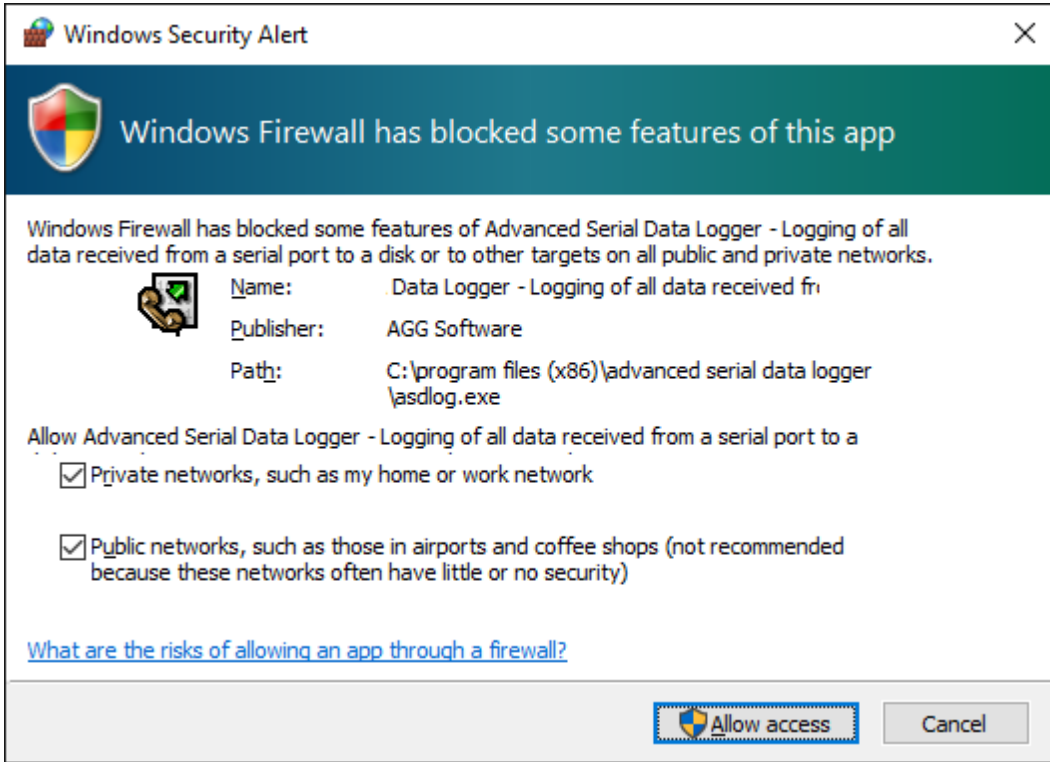 Windows Security Alert
Windows Firewall has blocked some features of this app
Windows Firewall has blocked some features of Advanced Serial Data Logger - Logging of all
data received from a serial port to a disk or to other targets on all public and private networks.
Name: Data Logger - Logging of all data received
Publisher: AGG Software
Path: C:\program files (x86)\advanced serial data logger
\asdlog.exe
Allow Advanced Serial Data Logger - Logging of all data received from a serial port to a
Private networks, such as my home or work network
Public networks, such as those in airports and coffee shops (not recommended
because these networks often have little or no security)
What are the risks of allowing an app through a firewall?
Allow access Cancel